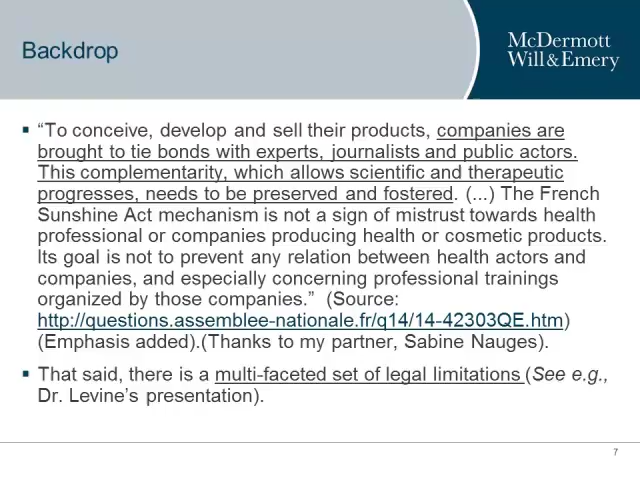 Backdrop
McDermott
Will & Emery
▪ “To conceive, develop and sell their products, companies are
brought to tie bonds with experts, journalists and public actors.
This complementarity, which allows scientific and therapeutic
progresses, needs to be preserved and fostered. (...) The French
Sunshine Act mechanism is not a sign of mistrust towards health
professional or companies producing health or cosmetic products.
Its goal is not to prevent any relation between health actors and
companies, and especially concerning professional trainings
organized by those companies.” (Source:
http://questions.assemblee-nationale.fr/q14/14-42303QE.htm)
(Emphasis added).(Thanks to my partner, Sabine Nauges).
▪ That said, there is a multi-faceted set of legal limitations (See e.g.,
Dr. Levine’s presentation).
7